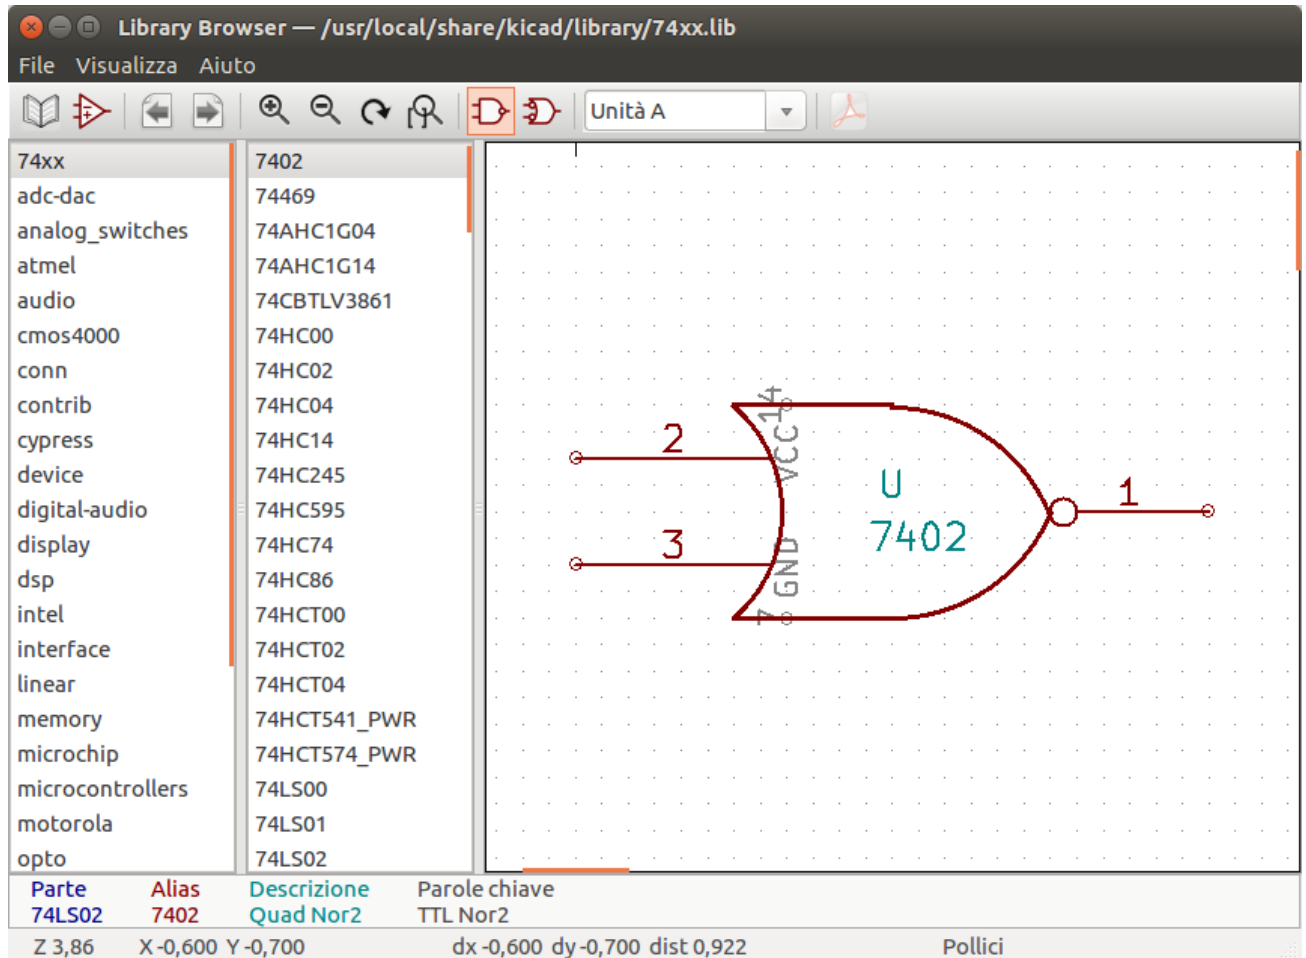 Library Browser — /usr/local/share/kicad/library/74xx.lib
File Visualizza Aiuto
Unità A
74xx
adc-dac
analog_switches
atmel
audio
cmos4000
conn
contrib
cypress
device
digital-audio
display
dsp
intel
interface
linear
memory
microchip
microcontrollers
motorola
opto
7402
74469
74AHC1G04
74AHC1G14
74CBTLV3861
74HC00
74HC02
74HC04
74HC14
74HC245
74HC595
74HC74
74HC86
74HCT00
74HCT02
74HCT04
74HCT541_PWR
74HCT574_PWR
74LS00
74LS01
74LS02
14
VCC
2
U
7402
1
3
GND
7
Parte Alias Descrizione Parole chiave
74LS02 7402 Quad Nor2 TTL Nor2
Z 3,86 X -0,600 Y -0,700 dx -0,600 dy -0,700 dist 0,922 Pollici